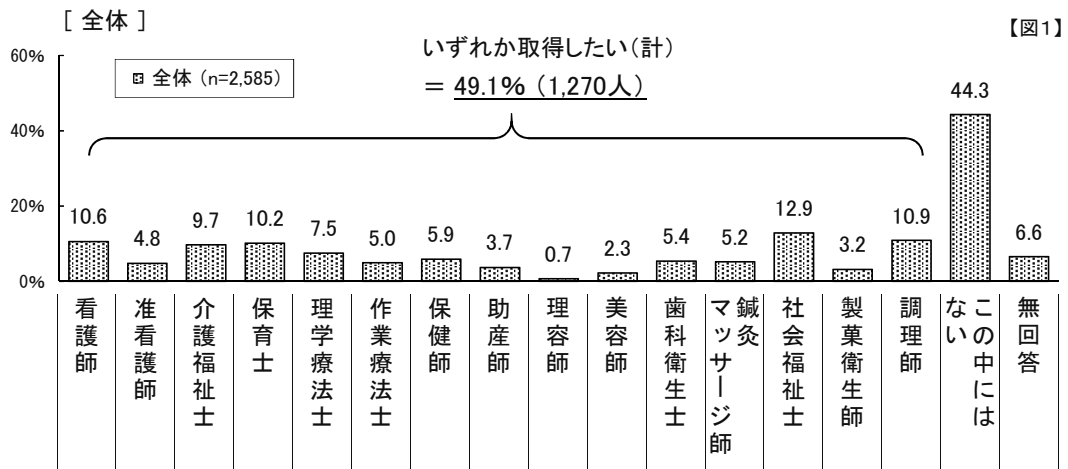 [ 全体 ]
【図1】
いずれか取得したい(計)
= 49.1% (1,270人)
全体 (n=2,585)
60%
40%
20%
0%
10.6
4.8
9.7
10.2
7.5
5.0
5.9
3.7
0.7
2.3
5.4
5.2
12.9
3.2
10.9
44.3
6.6
看護師
准看護師
介護福祉士
保育士
理学療法士
作業療法士
保健師
助産師
理容師
美容師
歯科衛生士
鍼灸
マッサージ師
社会福祉士
製菓衛生師
調理師
この中には
ない
無回答